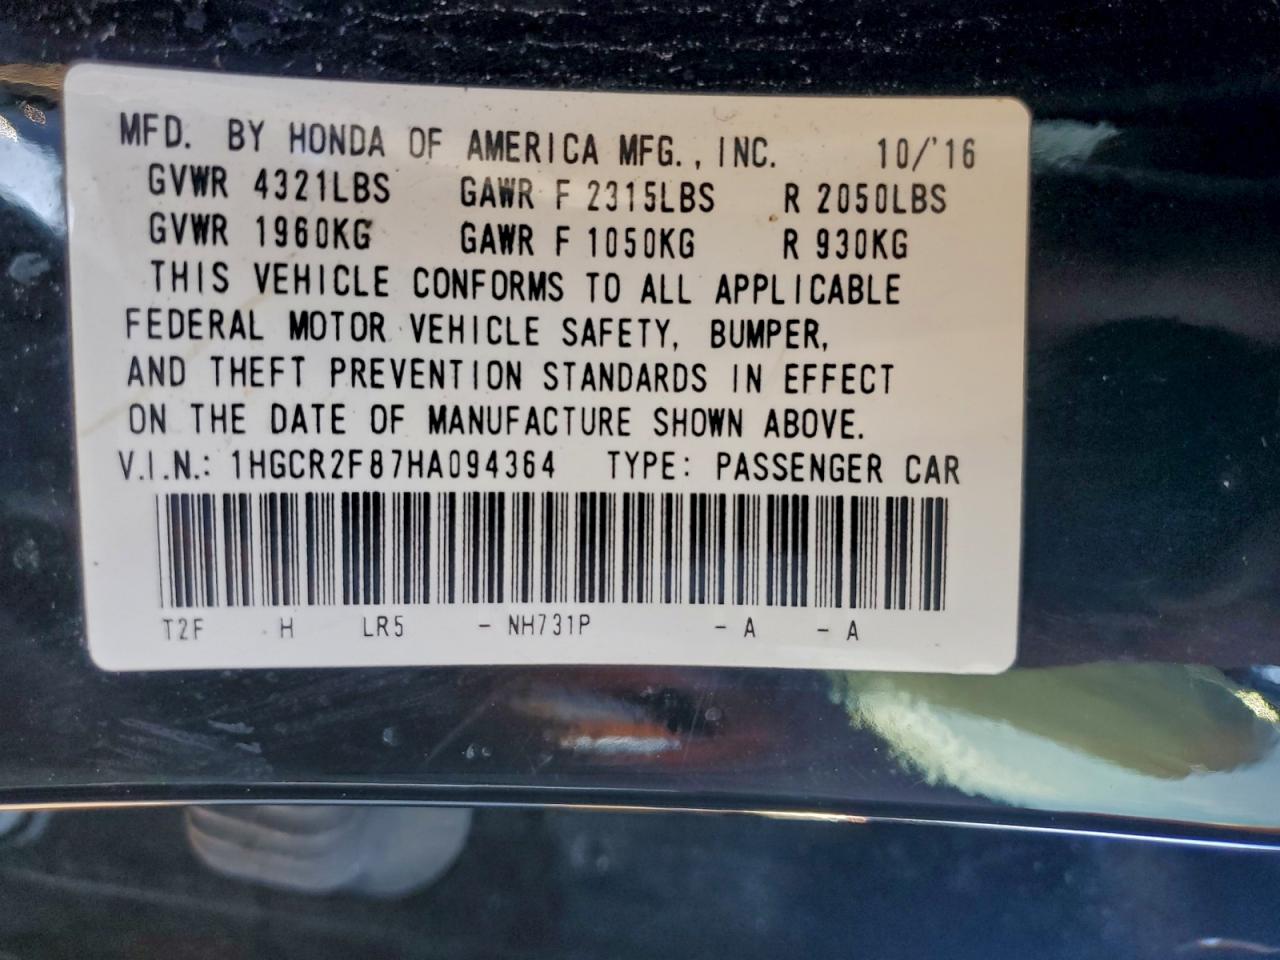 MFD. BY HONDA OF AMERICA MFG., INC. 10/'16
GVWR 4321LBS GAWR F 2315LBS R 2050LBS
GVWR 1960KG GAWR F 1050KG R 930KG
THIS VEHICLE CONFORMS TO ALL APPLICABLE
FEDERAL MOTOR VEHICLE SAFETY, BUMPER,
AND THEFT PREVENTION STANDARDS IN EFFECT
ON THE DATE OF MANUFACTURE SHOWN ABOVE.
V.I.N.: 1HGCR2F87HA094364 TYPE: PASSENGER CAR
T2F H LR5 - NH731P - A - A